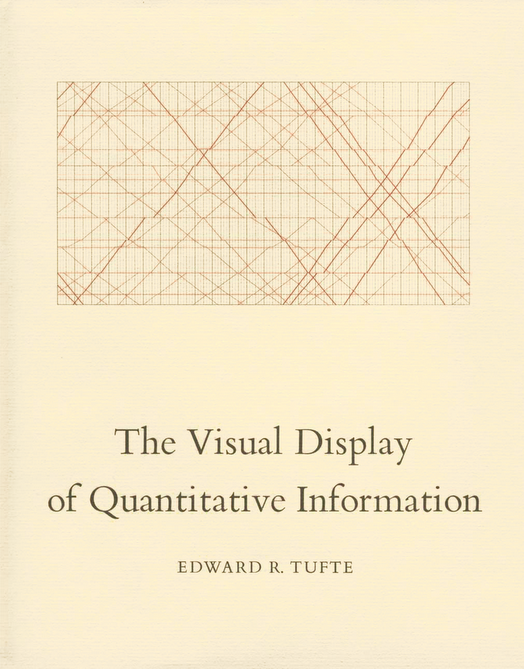 The Visual Display
of Quantitative Information
EDWARD R. TUFTE